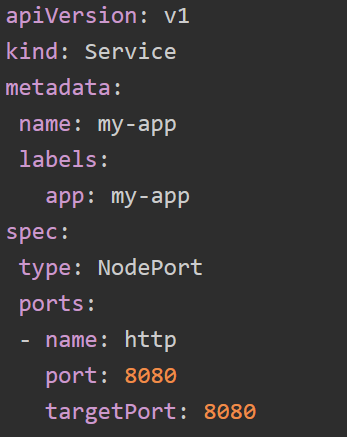 apiVersion: v1
kind: Service
metadata:
 name: my-app
 labels:
   app: my-app
spec:
 type: NodePort
 ports:
 - name: http
   port: 8080
   targetPort: 8080